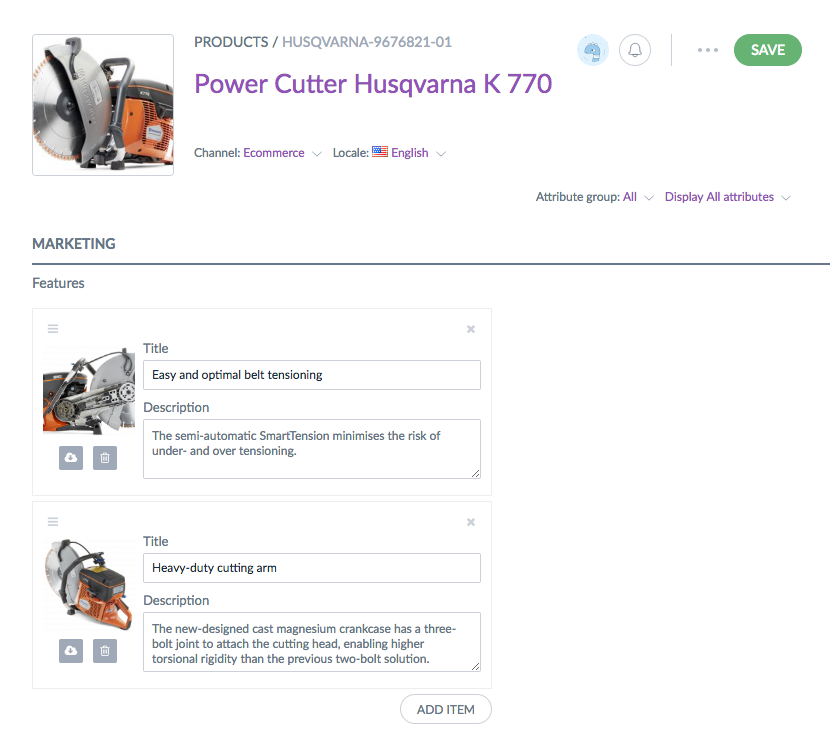 PRODUCTS / HUSQVARNA-9676821-01
SAVE
Power Cutter Husqvarna K 770
Channel: Ecommerce Locale: English
Attribute group: All Display All attributes
MARKETING
Features
Title
Easy and optimal belt tensioning
Description
The semi-automatic SmartTension minimises the risk of
under- and over tensioning.
Title
Heavy-duty cutting arm
Description
The new-designed cast magnesium crankcase has a three-
bolt joint to attach the cutting head, enabling higher
torsional rigidity than the previous two-bolt solution.
ADD ITEM